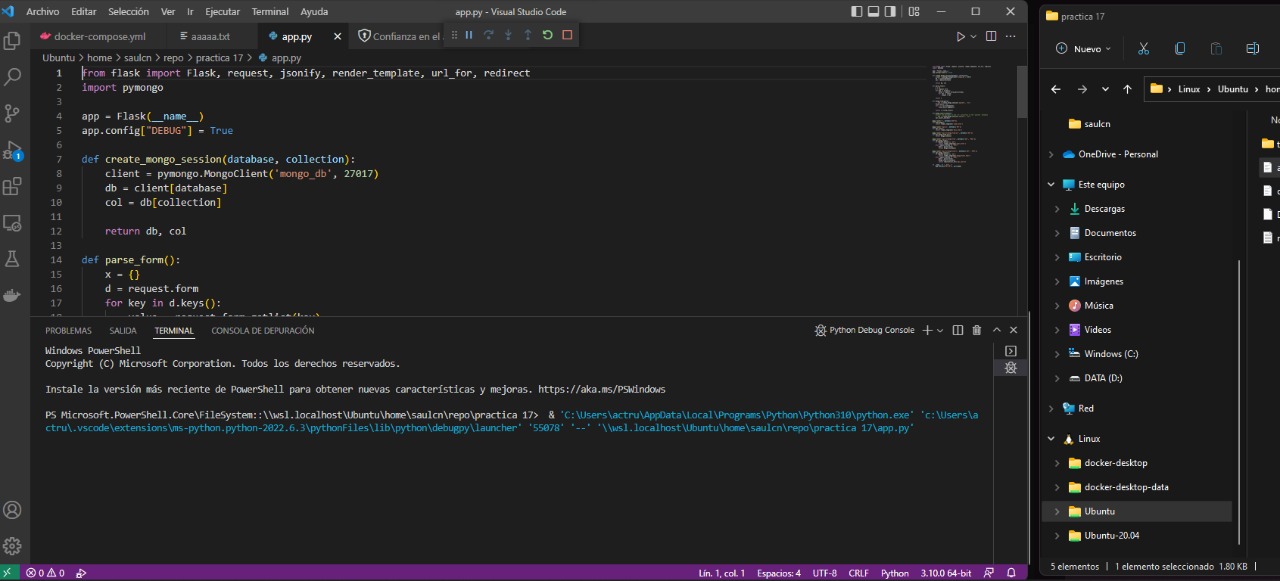 Archivo Editar Selección Ver Ir Ejecutar Terminal Ayuda
app.py - Visual Studio Code
docker-compose.yml
aaaaa.txt
app.py
Confianza en el
Ubuntu > home > saulcn > repo > practica 17 > app.py
1 from flask import Flask, request, jsonify, render_template, url_for, redirect
2 import pymongo
3
4 app = Flask(__name__)
5 app.config["DEBUG"] = True
6
7 def create_mongo_session(database, collection):
8 client = pymongo.MongoClient('mongo_db', 27017)
9 db = client[database]
10 col = db[collection]
11
12 return db, col
13
14 def parse_form():
15 x = {}
16 d = request.form
17 for key in d.keys():
PROBLEMAS SALIDA TERMINAL CONSOLA DE DEPURACIÓN
Python Debug Console
Windows PowerShell
Copyright (C) Microsoft Corporation. Todos los derechos reservados.
Instale la versión más reciente de PowerShell para obtener nuevas características y mejoras. https://aka.ms/PSWindows
PS Microsoft.PowerShell.Core\FileSystem::\\wsl.localhost\Ubuntu\home\saulcn\repo\practica 17> & 'C:\Users\actru\AppData\Local\Programs\Python\Python310\python.exe' 'c:\Users\a
ctru\.vscode\extensions\ms-python.python-2022.6.3\pythonFiles\lib\python\debugpy\launcher' '55078' '--' '\\wsl.localhost\Ubuntu\home\saulcn\repo\practica 17\app.py'
1
0 0
Lín. 1, col. 1 Espacios: 4 UTF-8 CRLF Python 3.10.0 64-bit
practica 17
Nuevo
Linux > Ubuntu > hom
saulcn
OneDrive - Personal
Este equipo
Descargas
Documentos
Escritorio
Imágenes
Música
Vídeos
Windows (C:)
DATA (D:)
Red
Linux
docker-desktop
docker-desktop-data
Ubuntu
Ubuntu-20.04
5 elementos | 1 elemento seleccionado 1.80 KB |